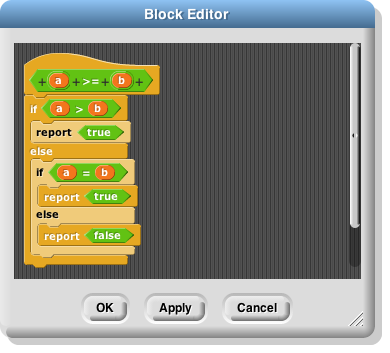 Block Editor
+ a + >= + b +
if a > b
report true
else
if a = b
report true
else
report false
OK Apply Cancel